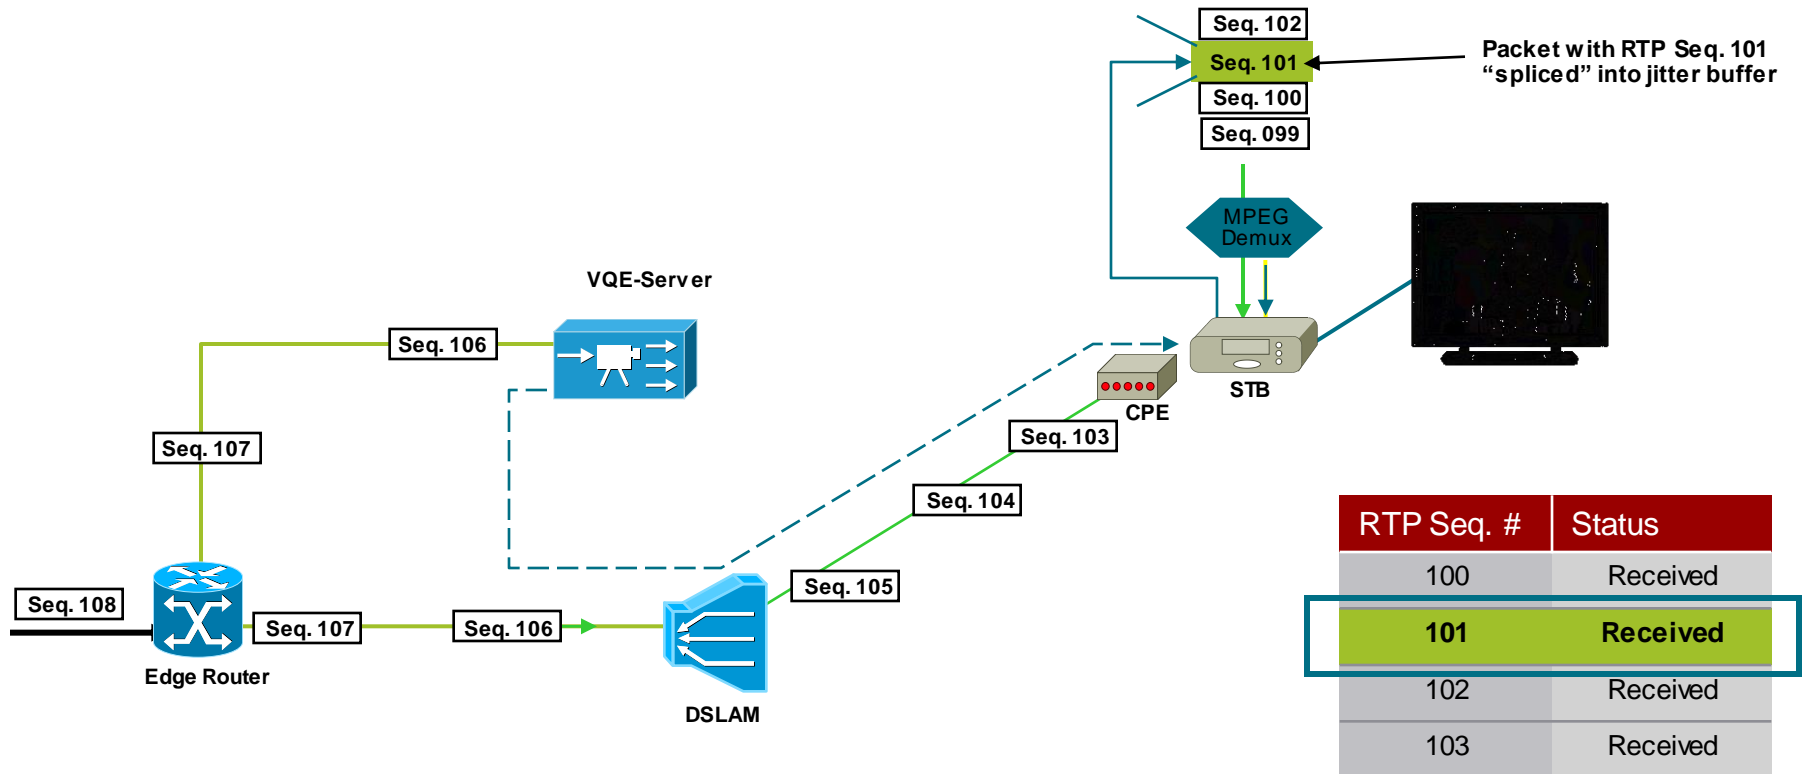 Seq. 102
Seq. 101
Seq. 100
Seq. 099
Packet with RTP Seq. 101
“spliced” into jitter buffer
MPEG
Demux
VQE-Server
Seq. 106
STB
CPE
Seq. 107
Seq. 103
Seq. 104
Seq. 105
Seq. 108
Seq. 107
Seq. 106
Edge Router
DSLAM
RTP Seq. # Status
100 Received
101 Received
102 Received
103 Received